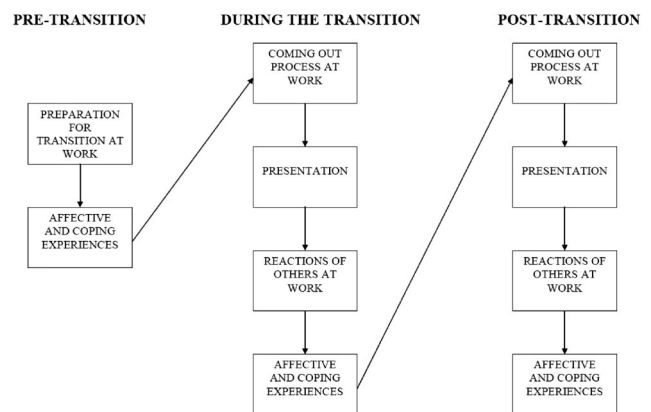 PRE-TRANSITION
PREPARATION
FOR
TRANSITION AT
WORK
AFFECTIVE
AND COPING
EXPERIENCES
DURING THE TRANSITION
COMING OUT
PROCESS AT
WORK
PRESENTATION
REACTIONS OF
OTHERS AT
WORK
AFFECTIVE
AND COPING
EXPERIENCES
POST-TRANSITION
COMING OUT
PROCESS AT
WORK
PRESENTATION
REACTIONS OF
OTHERS AT
WORK
AFFECTIVE
AND COPING
EXPERIENCES